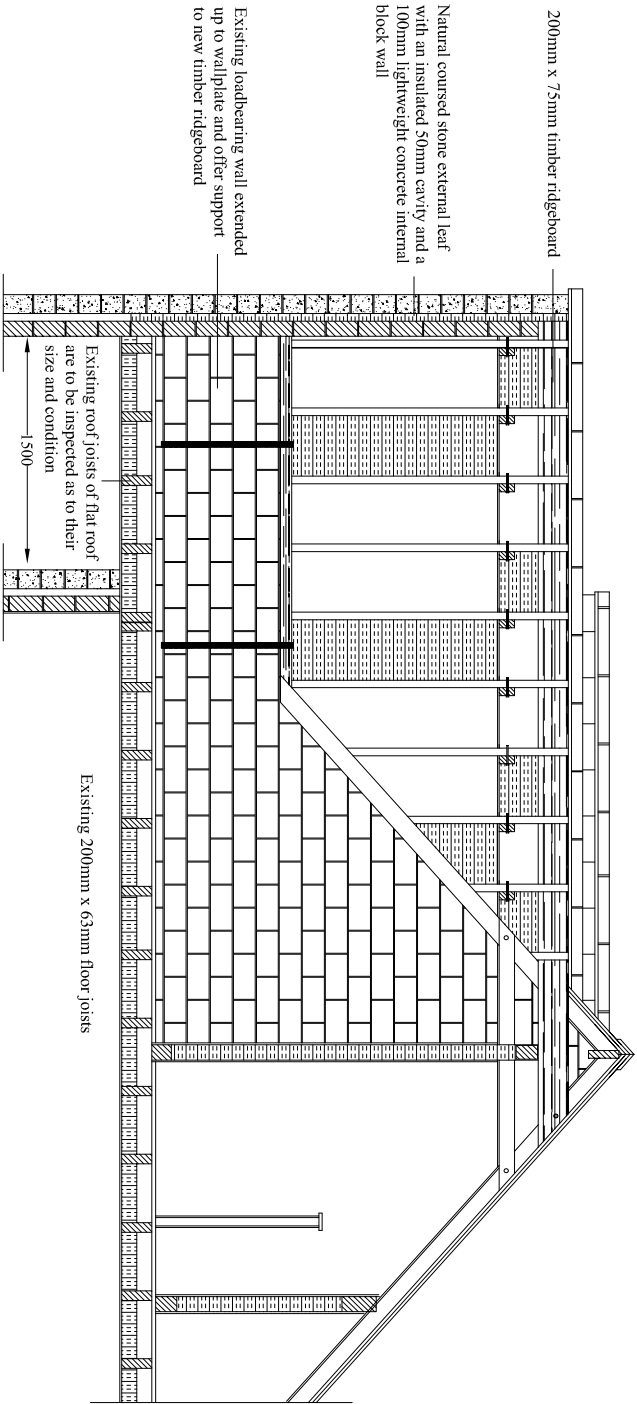 200mm x 75mm timber ridgeboard
Natural coursed stone external leaf
with an insulated 50mm cavity and a
100mm lightweight concrete internal
block wall
Existing loadbearing wall extended
up to wallplate and offer support
to new timber ridgeboard
Existing roof joists of flat roof
are to be inspected as to their
size and condition
1500
Existing 200mm x 63mm floor joists